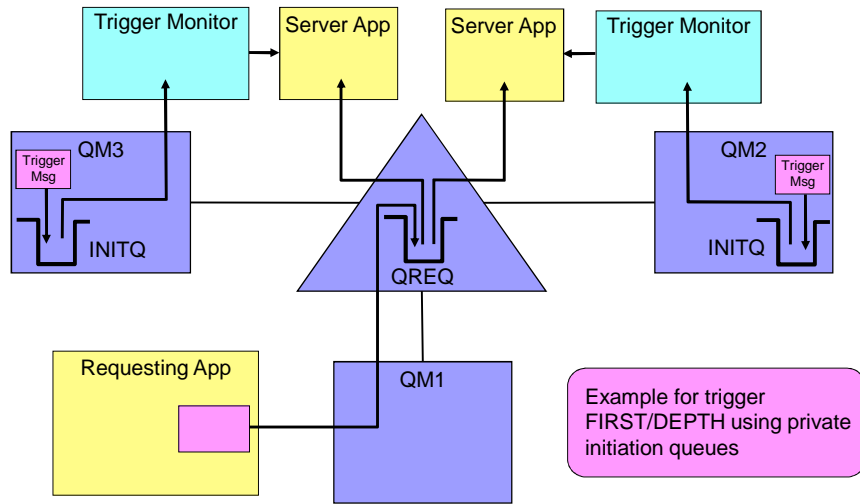 Trigger Monitor
Server App
Server App
Trigger Monitor
QM3
Trigger
Msg
INITQ
QM2
Trigger
Msg
INITQ
QREQ
Requesting App
QM1
Example for trigger
FIRST/DEPTH using private
initiation queues